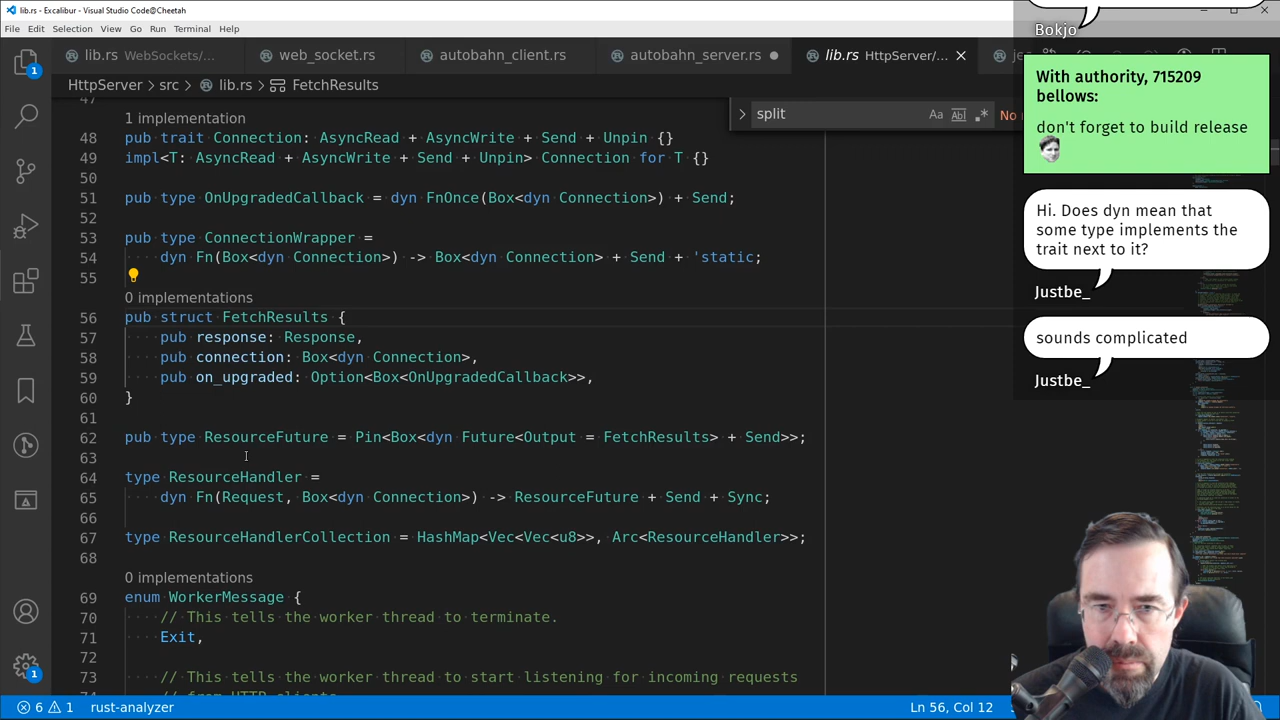 lib.rs - Excalibur - Visual Studio Code@Cheetah
File Edit Selection View Go Run Terminal Help
lib.rs WebSockets/... web_socket.rs autobahn_client.rs autobahn_server.rs lib.rs HttpServer/...
HttpServer > src > lib.rs > FetchResults
split
Aa Abl .*
47
1 implementation
48 pub trait Connection: AsyncRead + AsyncWrite + Send + Unpin {}
49 impl<T: AsyncRead + AsyncWrite + Send + Unpin> Connection for T {}
50
51 pub type OnUpgradedCallback = dyn FnOnce(Box<dyn Connection>) + Send;
52
53 pub type ConnectionWrapper =
54 dyn Fn(Box<dyn Connection>) -> Box<dyn Connection> + Send + 'static;
55
0 implementations
56 pub struct FetchResults {
57 pub response: Response,
58 pub connection: Box<dyn Connection>,
59 pub on_upgraded: Option<Box<OnUpgradedCallback>>,
60 }
61
62 pub type ResourceFuture = Pin<Box<dyn Future<Output = FetchResults> + Send>>;
63
64 type ResourceHandler =
65 dyn Fn(Request, Box<dyn Connection>) -> ResourceFuture + Send + Sync;
66
67 type ResourceHandlerCollection = HashMap<Vec<Vec<u8>>, Arc<ResourceHandler>>;
68
0 implementations
69 enum WorkerMessage {
70 // This tells the worker thread to terminate.
71 Exit,
72
73 // This tells the worker thread to start listening for incoming requests
1
1
6 1 rust-analyzer
Ln 56, Col 12
Bokjo
With authority, 715209
bellows:
don't forget to build release
Hi. Does dyn mean that
some type implements the
trait next to it?
Justbe_
sounds complicated
Justbe_